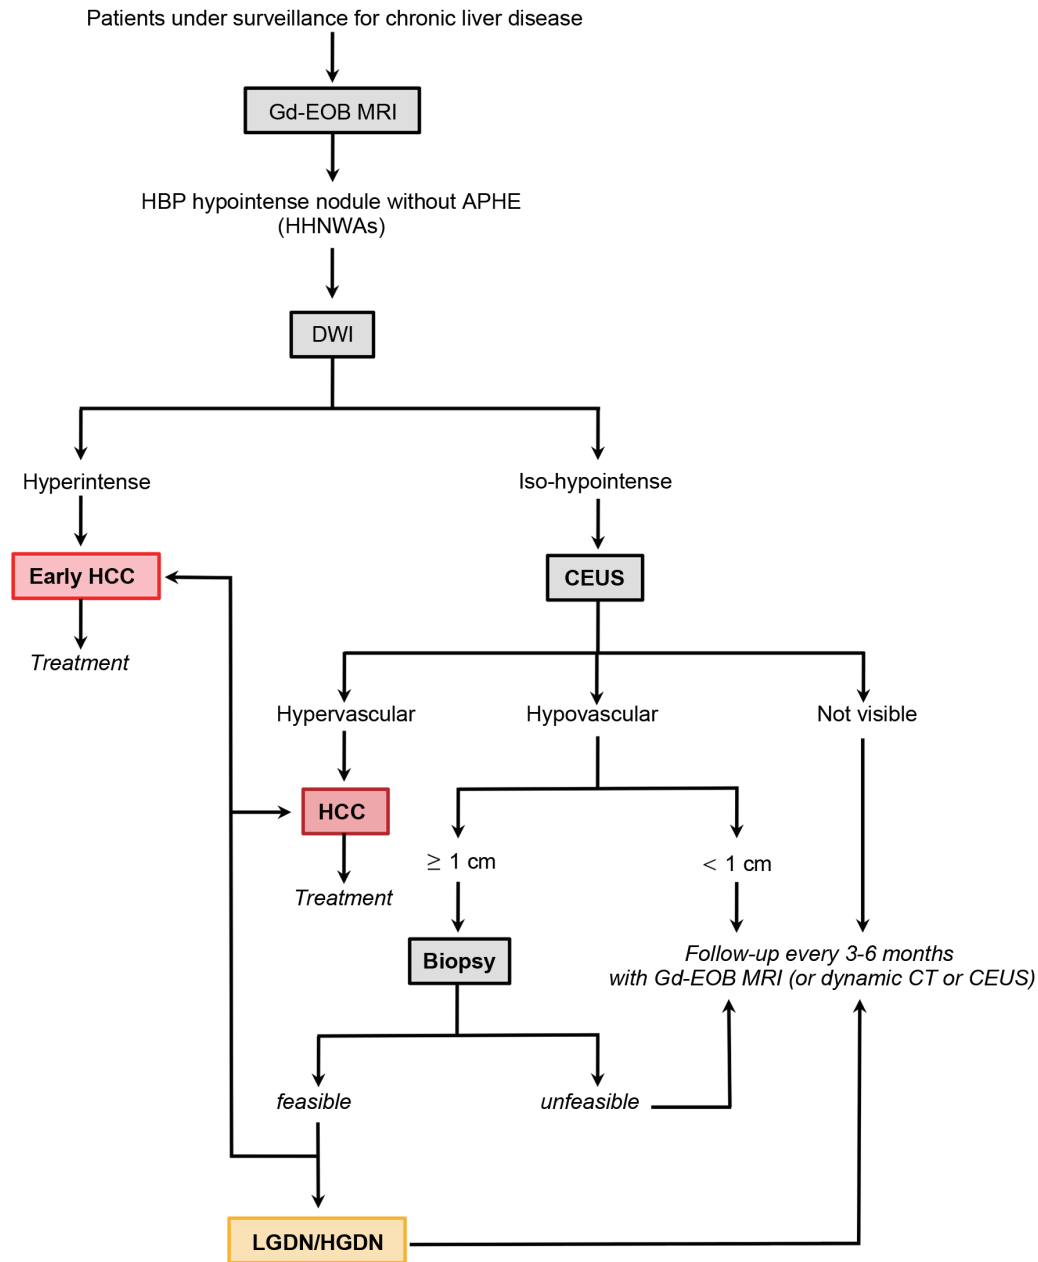 Patients under surveillance for chronic liver disease
Gd-EOB MRI
HBP hypointense nodule without APHE
(HHNWAs)
DWI
Hyperintense
Iso-hypointense
Early HCC
CEUS
Treatment
Hypervascular
Hypovascular
Not visible
HCC
≥ 1 cm
< 1 cm
Treatment
Biopsy
Follow-up every 3-6 months
with Gd-EOB MRI (or dynamic CT or CEUS)
feasible
unfeasible
LGDN/HGDN